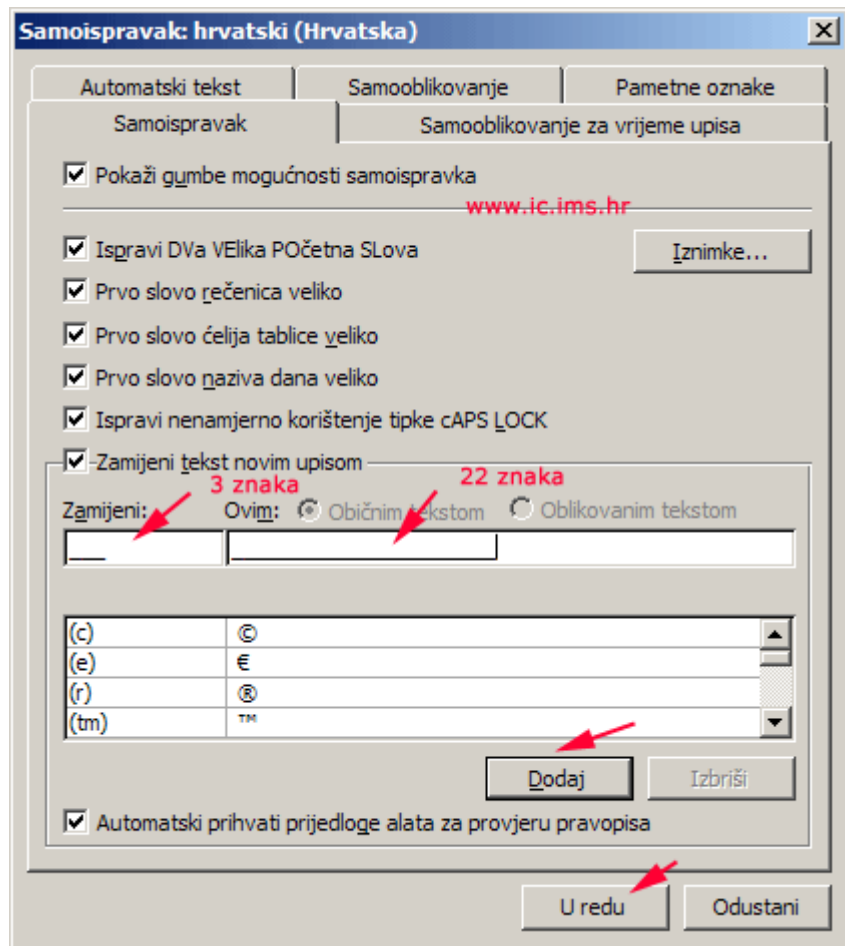 Samoispravak: hrvatski (Hrvatska)
Automatski tekst Samooblikovanje Pametne oznake
Samoispravak Samooblikovanje za vrijeme upisa
Pokaži gumbe mogućnosti samoispravka
www.ic.ims.hr
Ispravi DVa VElika POčetna SLova Iznimke...
Prvo slovo rečenica veliko
Prvo slovo ćelija tablice veliko
Prvo slovo naziva dana veliko
Ispravi nenamjerno korištenje tipke cAPS LOCK
Zamijeni tekst novim upisom
3 znaka 22 znaka
Zamijeni: Ovim: Običnim tekstom Oblikovanim tekstom
___ ______________________
(c) ©
(e) €
(r) ®
(tm) ™
Dodaj Izbriši
Automatski prihvati prijedloge alata za provjeru pravopisa
U redu Odustani